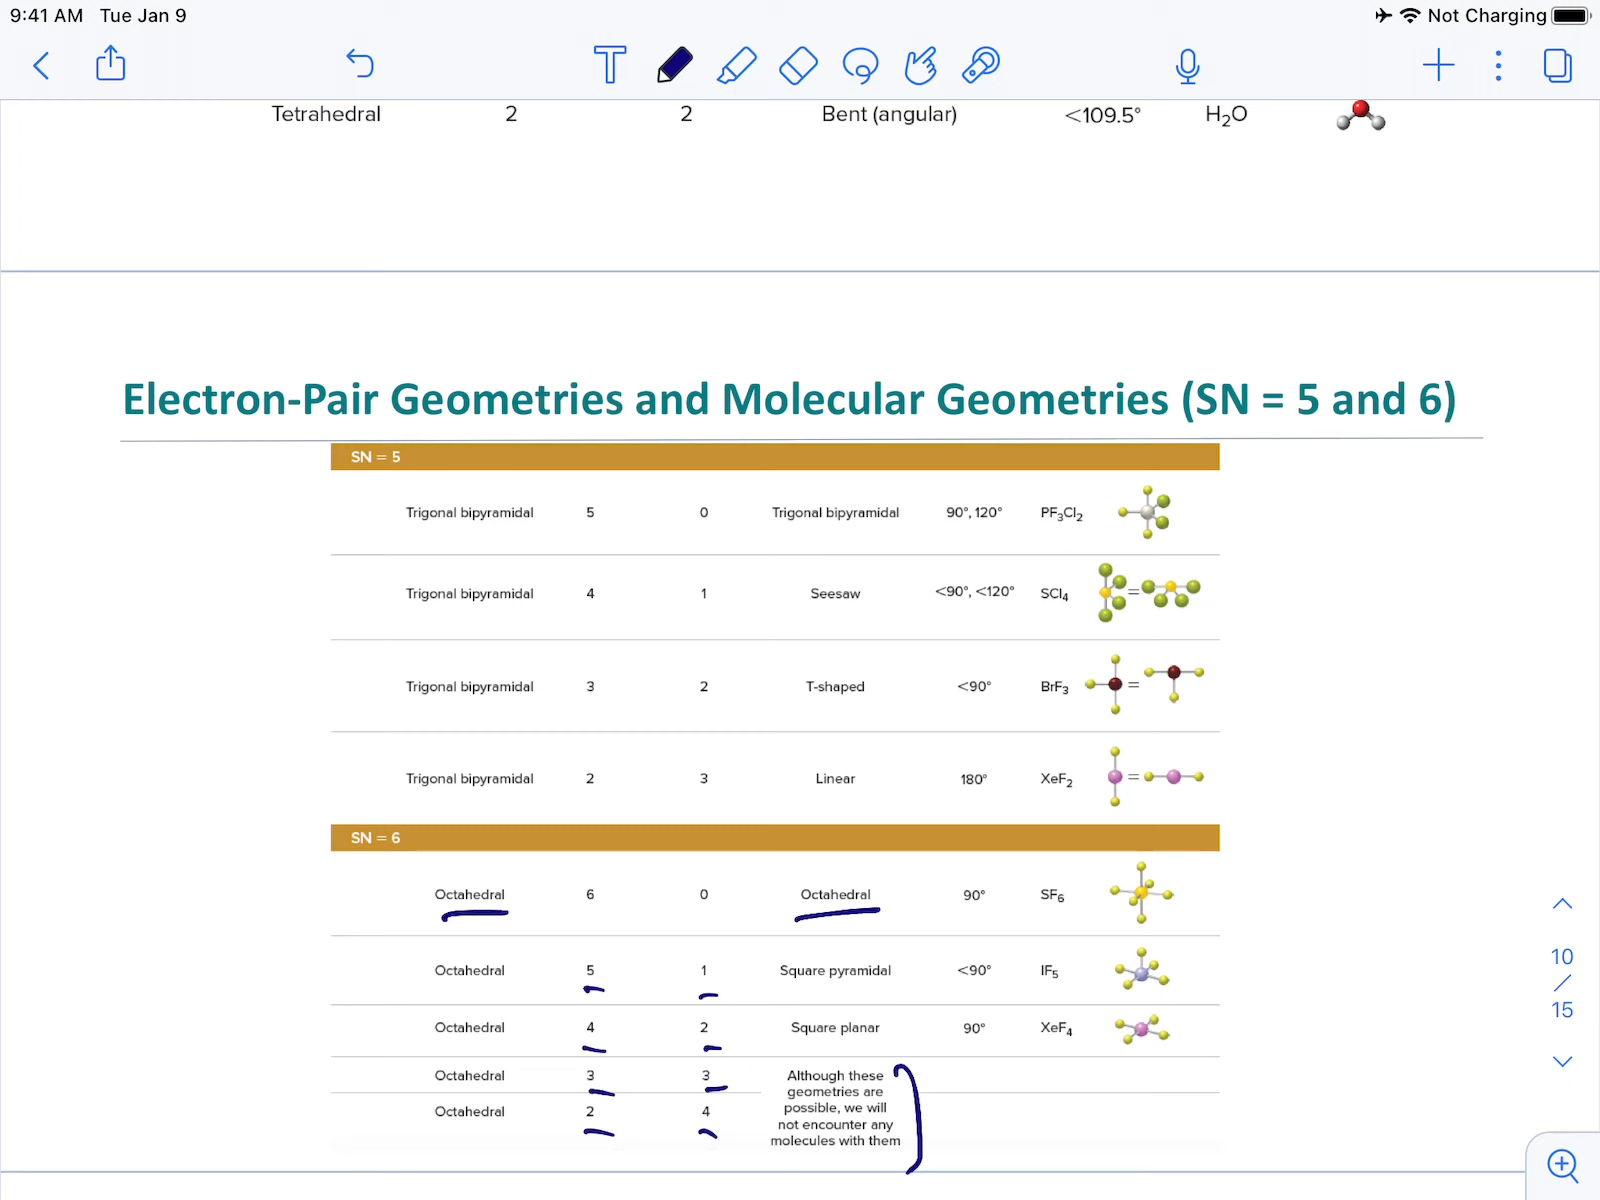 9:41 AM Tue Jan 9 Not Charging
Tetrahedral 2 2 Bent (angular) <109.5° H₂O
Electron-Pair Geometries and Molecular Geometries (SN = 5 and 6)
SN = 5
Trigonal bipyramidal 5 0 Trigonal bipyramidal 90°, 120° PF₃Cl₂
Trigonal bipyramidal 4 1 Seesaw <90°, <120° SCl₄ =
Trigonal bipyramidal 3 2 T-shaped <90° BrF₃ =
Trigonal bipyramidal 2 3 Linear 180° XeF₂ =
SN = 6
Octahedral 6 0 Octahedral 90° SF₆
Octahedral 5 1 Square pyramidal <90° IF₅
Octahedral 4 2 Square planar 90° XeF₄
Octahedral 3 3 Although these
geometries are
Octahedral 2 4 possible, we will
not encounter any
molecules with them
10
/
15